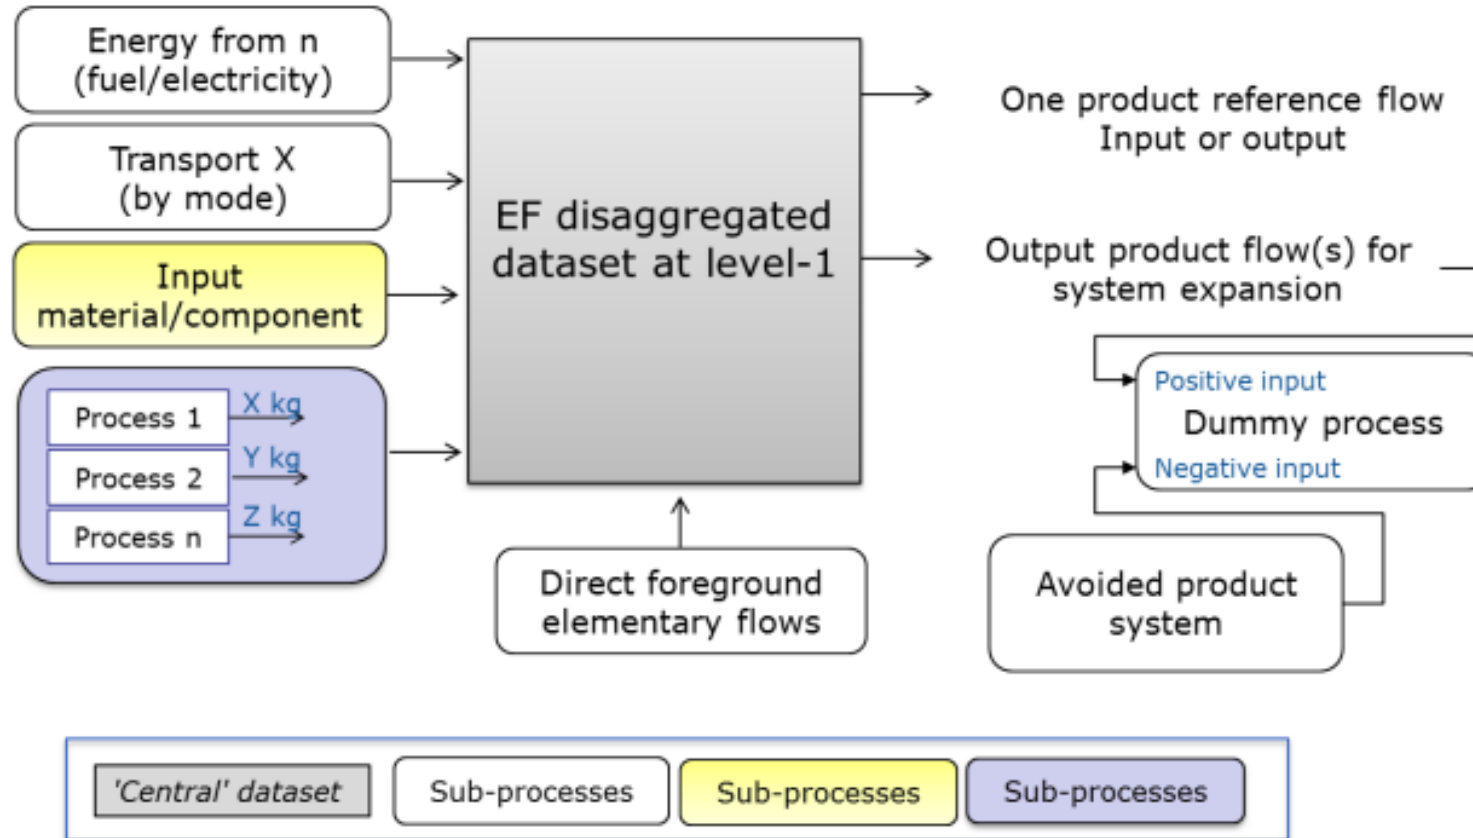 Energy from n
(fuel/electricity)
Transport X
(by mode)
Input
material/component
Process 1
X kg
Process 2
Y kg
Process n
Z kg
EF disaggregated
dataset at level-1
Direct foreground
elementary flows
One product reference flow
Input or output
Output product flow(s) for
system expansion
Positive input
Dummy process
Negative input
Avoided product
system
'Central' dataset
Sub-processes
Sub-processes
Sub-processes